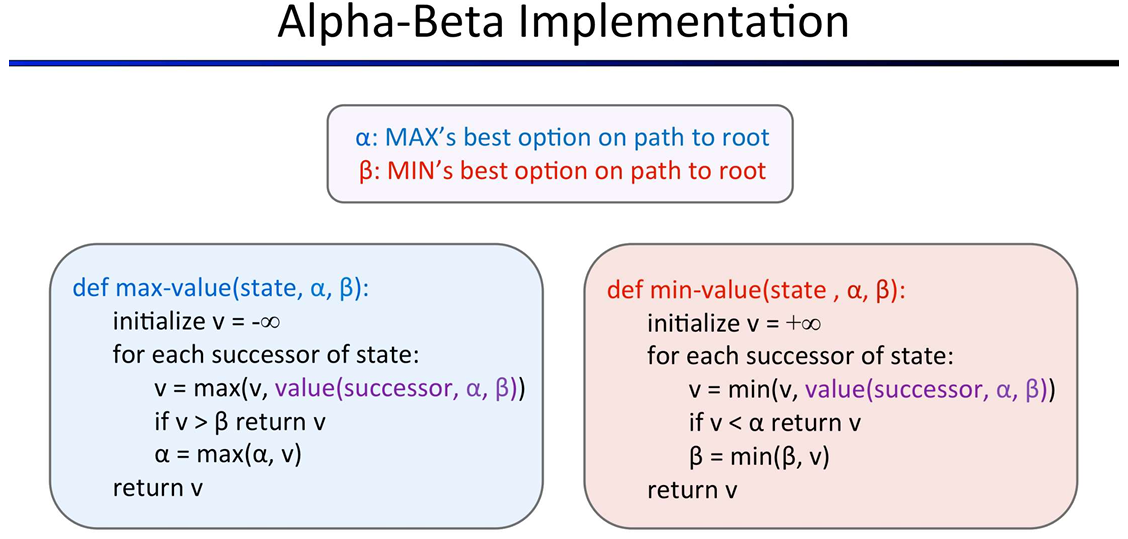 Alpha-Beta Implementation
α: MAX's best option on path to root
β: MIN's best option on path to root
def max-value(state, α, β):
initialize v = -∞
for each successor of state:
v = max(v, value(successor, α, β))
if v > β return v
α = max(α, v)
return v
def min-value(state , α, β):
initialize v = +∞
for each successor of state:
v = min(v, value(successor, α, β))
if v < α return v
β = min(β, v)
return v